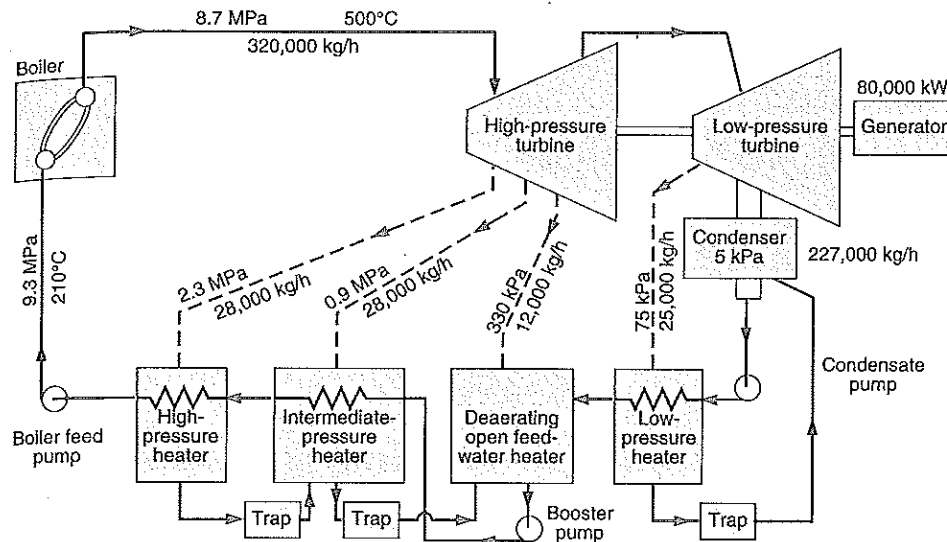 8.7 MPa
500°C
320,000 kg/h
Boiler
80,000 kW
High-pressure
turbine
Low-pressure
turbine
Generator
9.3 MPa
210°C
2.3 MPa
28,000 kg/h
0.9 MPa
28,000 kg/h
330 kPa
12,000 kg/h
75 kPa
25,000 kg/h
Condenser
5 kPa
227,000 kg/h
Condensate
pump
High-
pressure
heater
Intermediate-
pressure
heater
Deaerating
open feed-
water heater
Low-
pressure
heater
Boiler feed
pump
Trap
Trap
Booster
pump
Trap